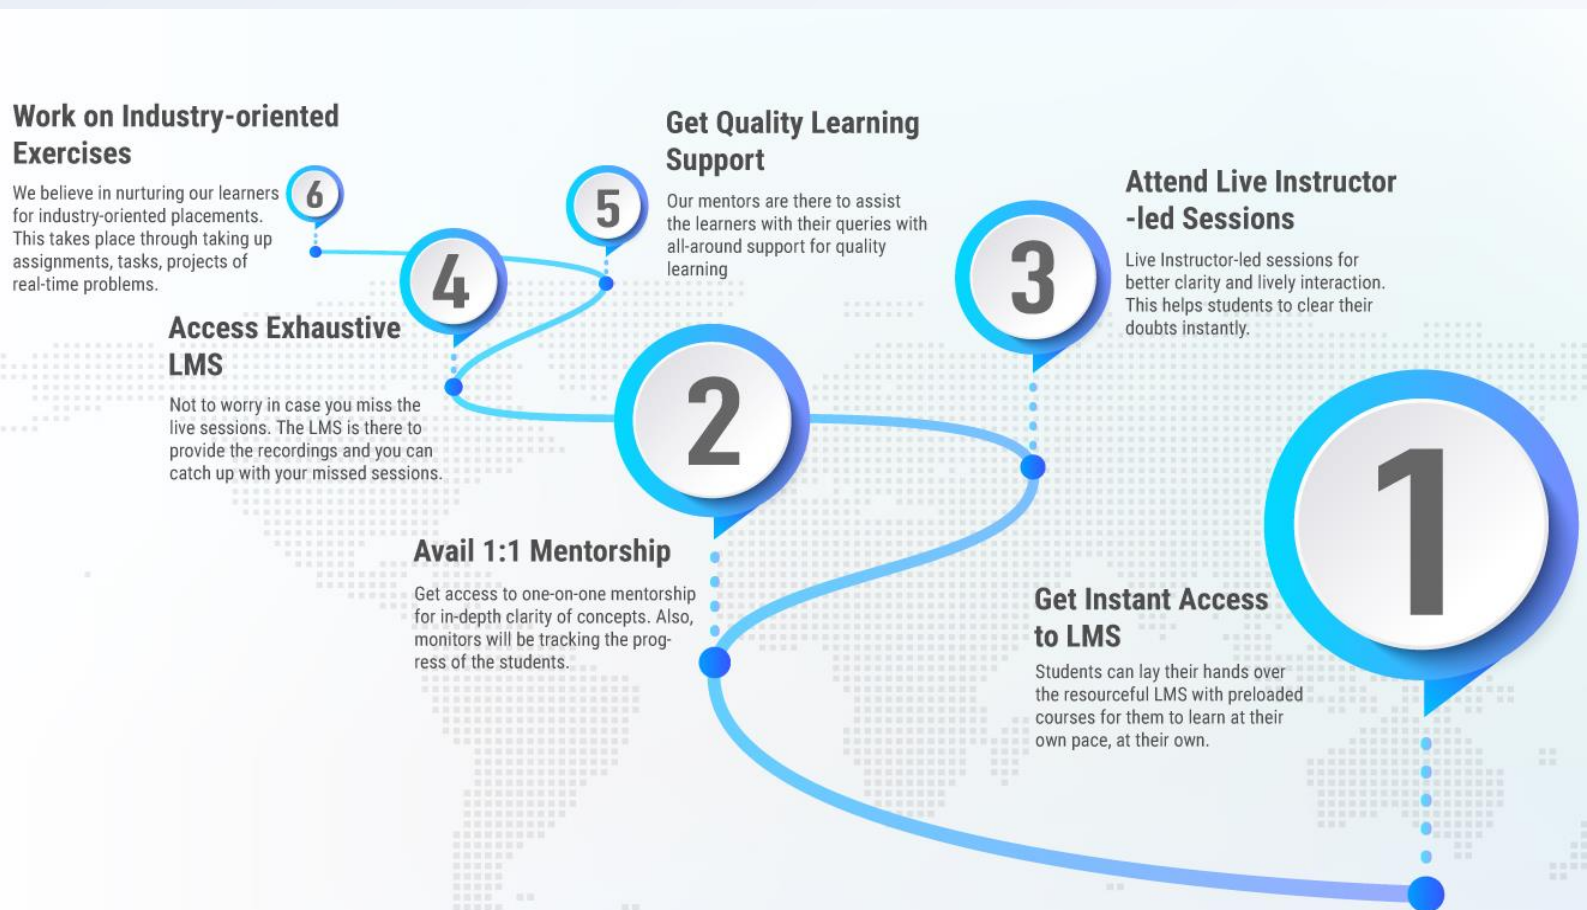 Work on Industry-oriented
Exercises
We believe in nurturing our learners
for industry-oriented placements.
This takes place through taking up
assignments, tasks, projects of
real-time problems.
6
5
Get Quality Learning
Support
Our mentors are there to assist
the learners with their queries with
all-around support for quality
learning
4
Access Exhaustive
LMS
Not to worry in case you miss the
live sessions. The LMS is there to
provide the recordings and you can
catch up with your missed sessions.
3
Attend Live Instructor
-led Sessions
Live Instructor-led sessions for
better clarity and lively interaction.
This helps students to clear their
doubts instantly.
2
Avail 1:1 Mentorship
Get access to one-on-one mentorship
for in-depth clarity of concepts. Also,
monitors will be tracking the prog-
ress of the students.
1
Get Instant Access
to LMS
Students can lay their hands over
the resourceful LMS with preloaded
courses for them to learn at their
own pace, at their own.